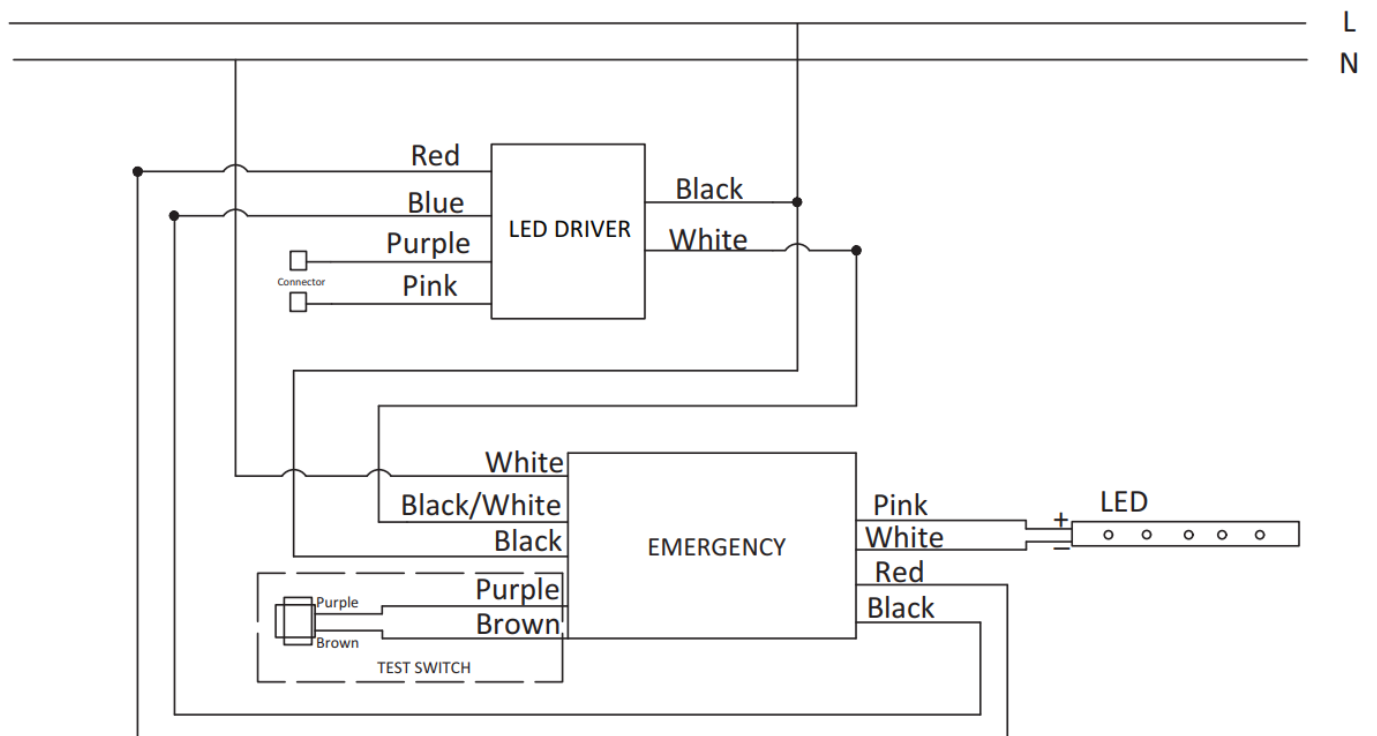 L
N
Red
Blue
Purple
Connector
Pink
LED DRIVER
Black
White
White
Black/White
Black
Purple
Brown
Purple
Brown
TEST SWITCH
EMERGENCY
Pink
White
Red
Black
+
−
LED